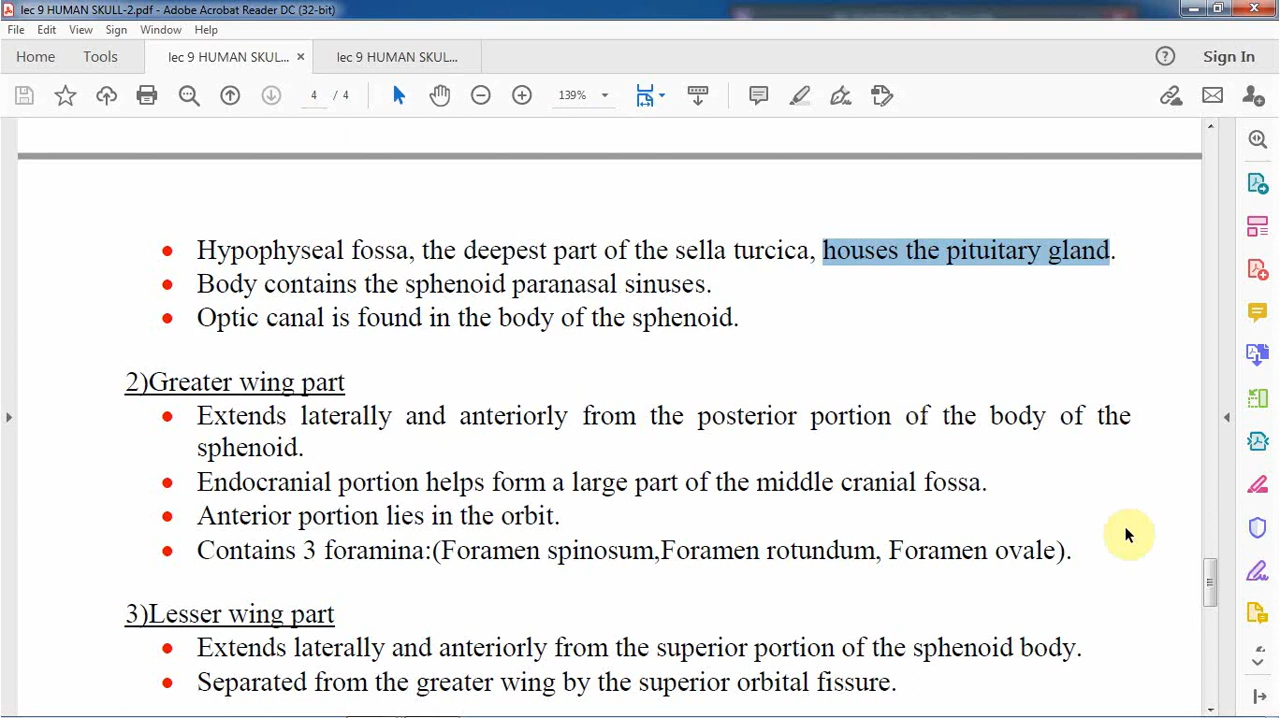 lec 9 HUMAN SKULL-2.pdf - Adobe Acrobat Reader DC (32-bit)
File Edit View Sign Window Help
Home Tools lec 9 HUMAN SKUL... × lec 9 HUMAN SKUL... Sign In
4 / 4 139%
• Hypophyseal fossa, the deepest part of the sella turcica, houses the pituitary gland.
• Body contains the sphenoid paranasal sinuses.
• Optic canal is found in the body of the sphenoid.
2)Greater wing part
• Extends laterally and anteriorly from the posterior portion of the body of the
sphenoid.
• Endocranial portion helps form a large part of the middle cranial fossa.
• Anterior portion lies in the orbit.
• Contains 3 foramina:(Foramen spinosum,Foramen rotundum, Foramen ovale).
3)Lesser wing part
• Extends laterally and anteriorly from the superior portion of the sphenoid body.
• Separated from the greater wing by the superior orbital fissure.